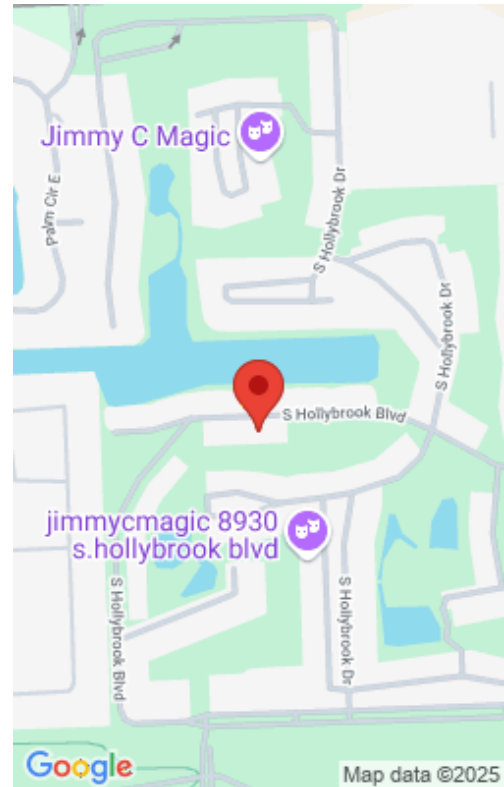 Jimmy C Magic
Palm Cir E
S Hollybrook Dr
S Hollybrook Dr
S Hollybrook Blvd
jimmycmagic 8930
s.hollybrook blvd
S Hollybrook Blvd
S Hollybrook Dr
Google
Map data ©2025